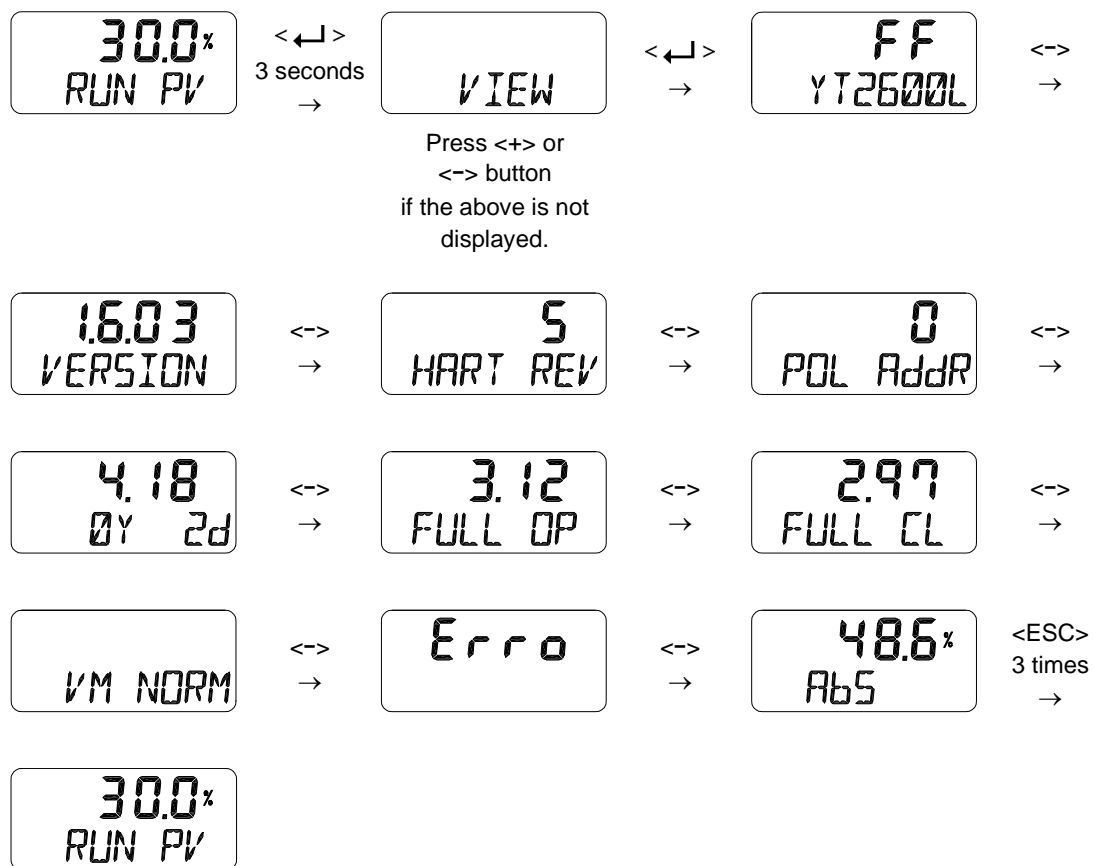 30.0%
RUN PV
< ↵ >
3 seconds
→
VIEW
Press <+> or
<-> button
if the above is not
displayed.
< ↵ >
→
FF
YT2600L
<->
→
1.6.03
VERSION
<->
→
5
HART REV
<->
→
0
POL AddR
<->
→
4.18
0Y 2d
<->
→
3.12
FULL OP
<->
→
2.97
FULL CL
<->
→
VM NORM
<->
→
Erro
<->
→
48.6%
AbS
<ESC>
3 times
→
30.0%
RUN PV